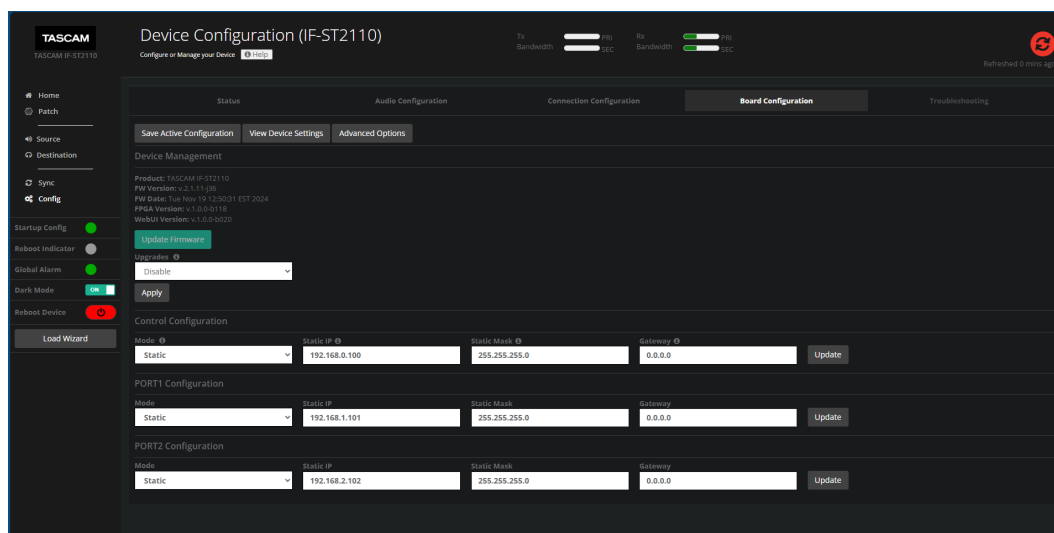 TASCAM
TASCAM IF-ST2110
Device Configuration (IF-ST2110)
Configure or Manage your Device Help
Tx Bandwidth PRI SEC
Rx Bandwidth PRI SEC
Refreshed 0 mins ago
Home
Patch
Source
Destination
Sync
Config
Startup Config
Reboot Indicator
Global Alarm
Dark Mode ON
Reboot Device
Load Wizard
Status Audio Configuration Connection Configuration Board Configuration Troubleshooting
Save Active Configuration View Device Settings Advanced Options
Device Management
Product: TASCAM IF-ST2110
FW Version: v.2.1.11-j36
FW Date: Tue Nov 19 12:50:31 EST 2024
FPGA Version: v.1.0.0-b118
WebUI Version: v.1.0.0-b020
Update Firmware
Upgrades
Disable
Apply
Control Configuration
Mode Static IP Static Mask Gateway
Static 192.168.0.100 255.255.255.0 0.0.0.0 Update
PORT1 Configuration
Mode Static IP Static Mask Gateway
Static 192.168.1.101 255.255.255.0 0.0.0.0 Update
PORT2 Configuration
Mode Static IP Static Mask Gateway
Static 192.168.2.102 255.255.255.0 0.0.0.0 Update